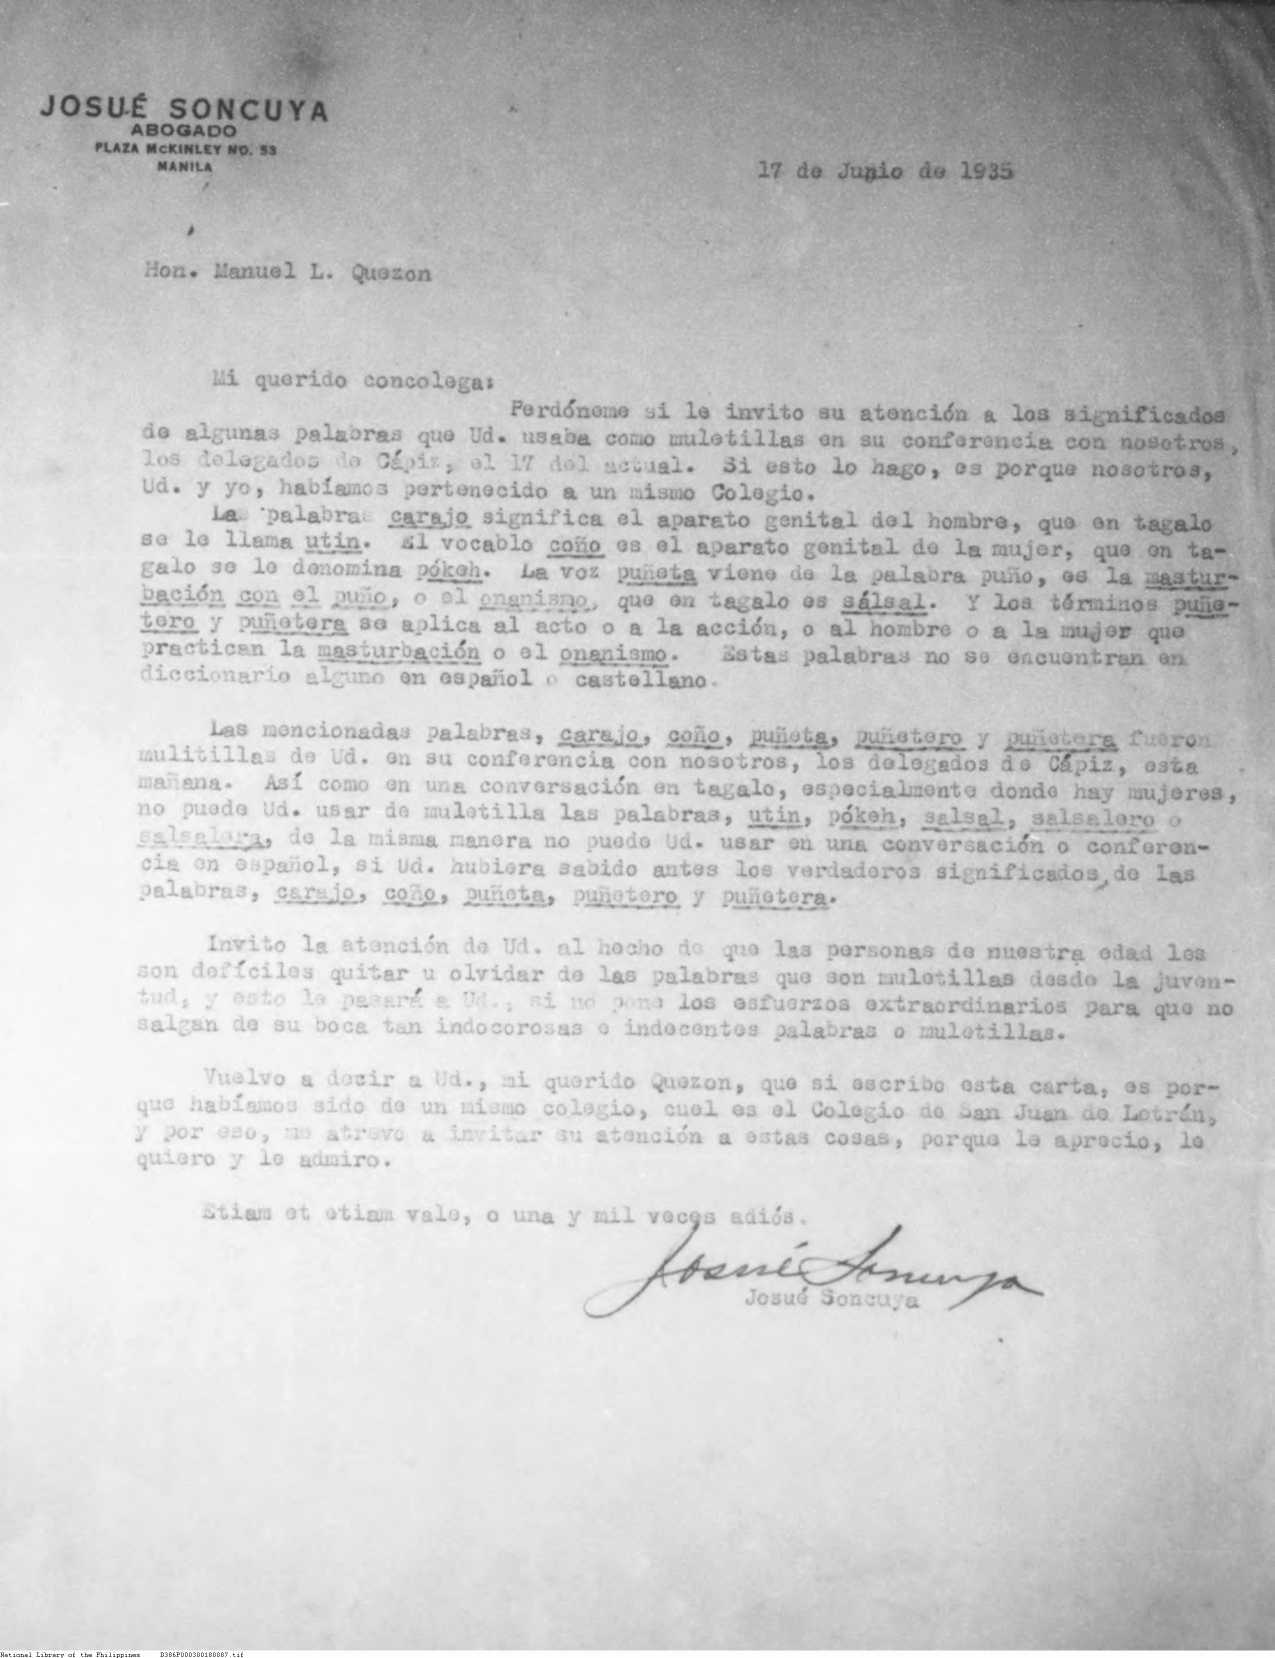 JOSUÉ SONCUYA
ABOGADO
PLAZA McKINLEY NO. 53
MANILA
17 de Junio de 1935
Hon. Manuel L. Quezon
Mi querido concolega:
Perdóneme si le invito su atención a los significados
de algunas palabras que Ud. usaba como muletillas en su conferencia con nosotros,
los delegados de Cápiz, el 17 del actual. Si esto lo hago, es porque nosotros,
Ud. y yo, habíamos pertenecido a un mismo Colegio.
La palabra carajo significa el aparato genital del hombre, que en tagalo
se le llama utin. El vocablo coño es el aparato genital de la mujer, que en ta-
galo se le denomina pókeh. La voz puñeta viene de la palabra puño, es la mastur-
bación con el puño, o el onanismo, que en tagalo es sálsal. Y los términos puñe-
tero y puñetera se aplica al acto o a la acción, o al hombre o a la mujer que
practican la masturbación o el onanismo. Estas palabras no se encuentran en
diccionario alguno en español o castellano.
Las mencionadas palabras, carajo, coño, puñeta, puñetero y puñetera fueron
mulitillas de Ud. en su conferencia con nosotros, los delegados de Cápiz, esta
mañana. Así como en una conversación en tagalo, especialmente donde hay mujeres,
no puede Ud. usar de muletilla las palabras, utin, pókeh, salsal, salsalero o
salsalera, de la misma manera no puede Ud. usar en una conversación o conferen-
cia en español, si Ud. hubiera sabido antes los verdaderos significados de las
palabras, carajo, coño, puñeta, puñetero y puñetera.
Invito la atención de Ud. al hecho de que las personas de nuestra edad les
son defíciles quitar u olvidar de las palabras que son muletillas desde la juven-
tud, y esto le pasará a Ud., si no pone los esfuerzos extraordinarios para que no
salgan de su boca tan indocorosas e indecentes palabras o muletillas.
Vuelvo a decir a Ud., mi querido Quezon, que si escribo esta carta, es por-
que habíamos sido de un mismo colegio, cuel es el Colegio de San Juan de Letrán,
y por eso, me atrevo a invitar su atención a estas cosas, porque le aprecio, le
quiero y le admiro.
Etiam et etiam vale, o una y mil veces adiós.
Josué Soncuya
Josué Soncuya
National Library of the Philippines B386P000300180087.tif